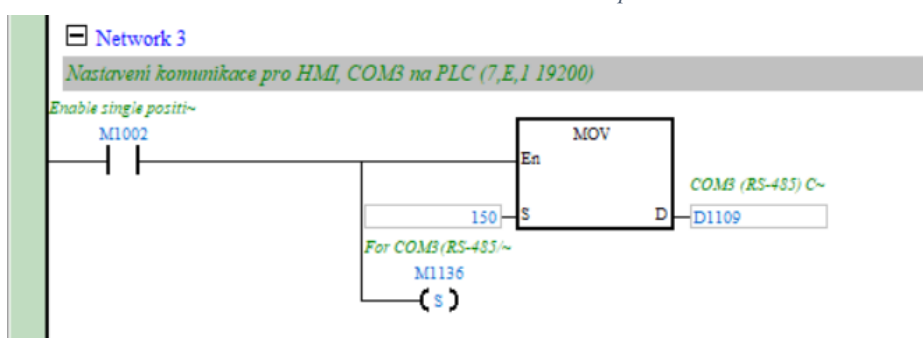 Network 3
Nastavení komunikace pro HMI, COM3 na PLC (7,E,1 19200)
Enable single positi~
M1002
MOV
En
COM3 (RS-485) C~
150
S
D
D1109
For COM3(RS-485/~
M1136
S